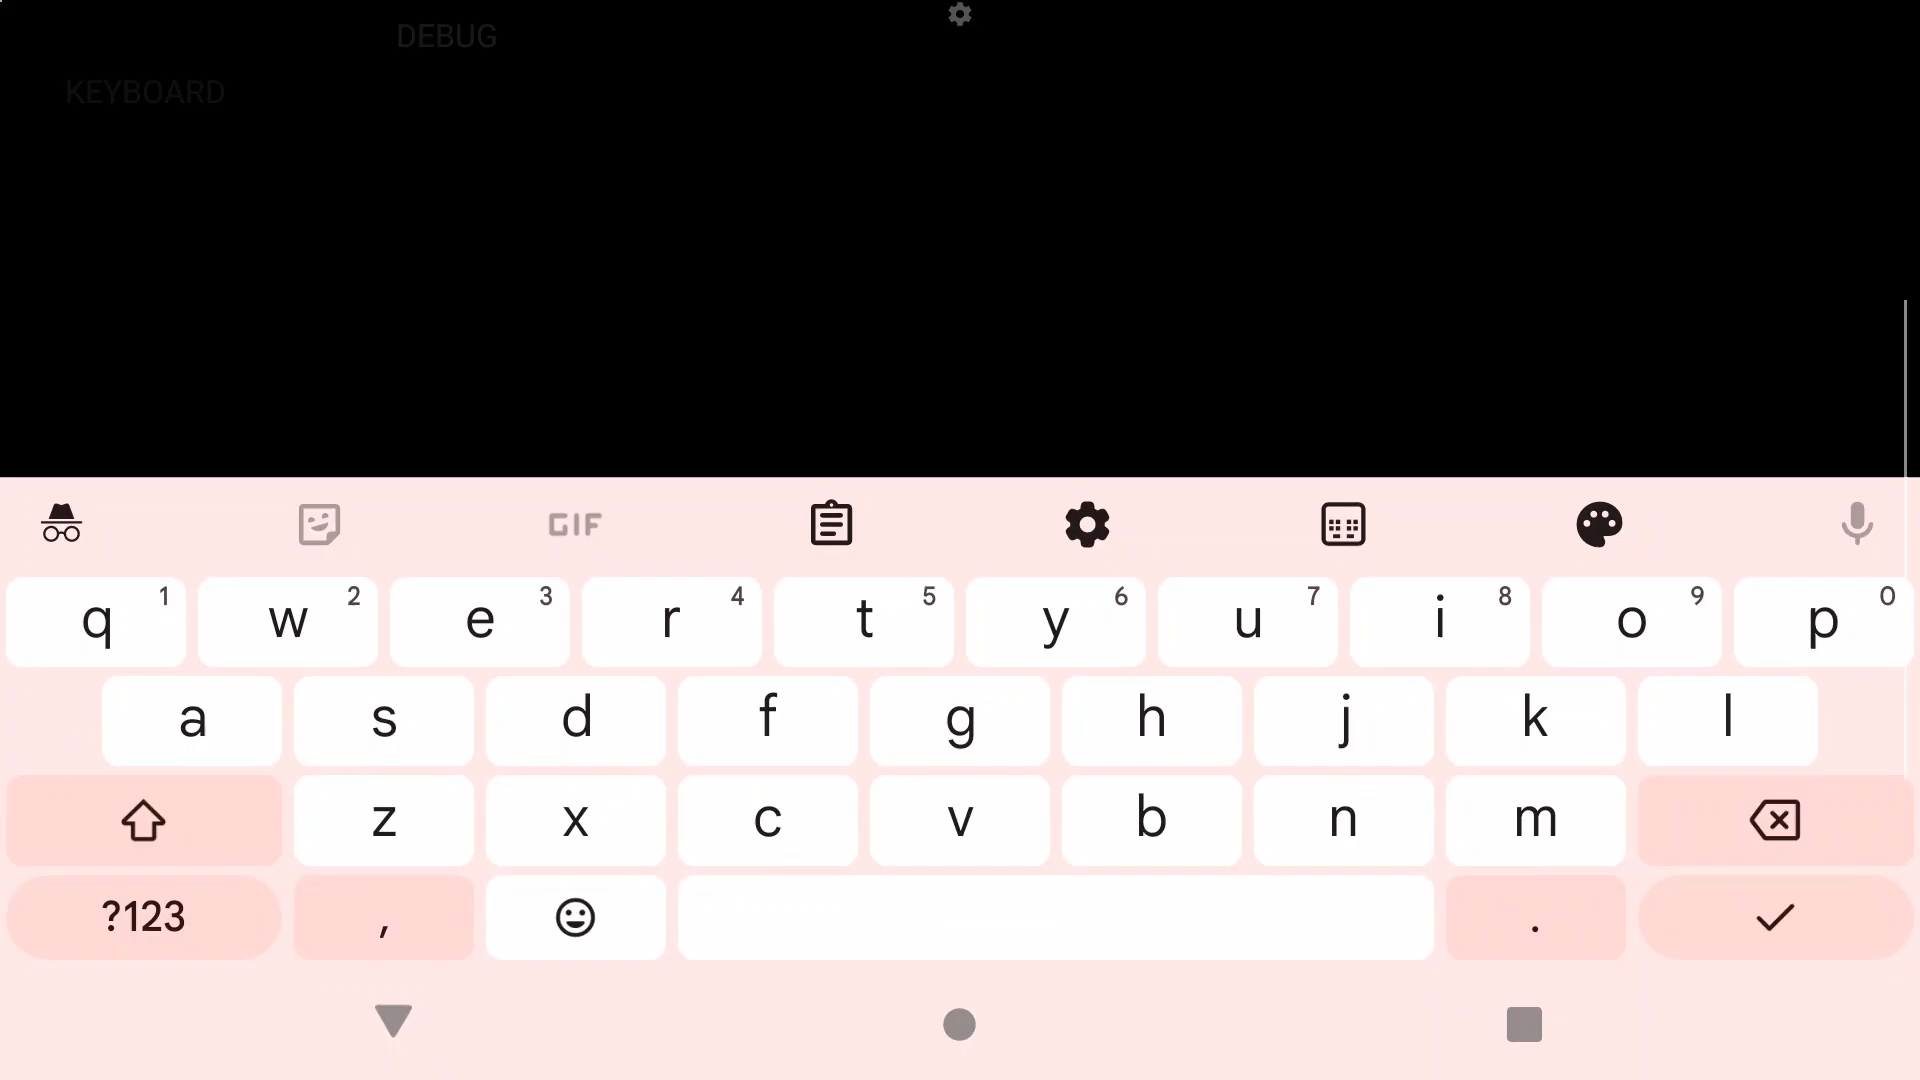 DEBUG
KEYBOARD
GIF
q 1 w 2 e 3 r 4 t 5 y 6 u 7 i 8 o 9 p 0
a s d f g h j k l
z x c v b n m
?123 , .